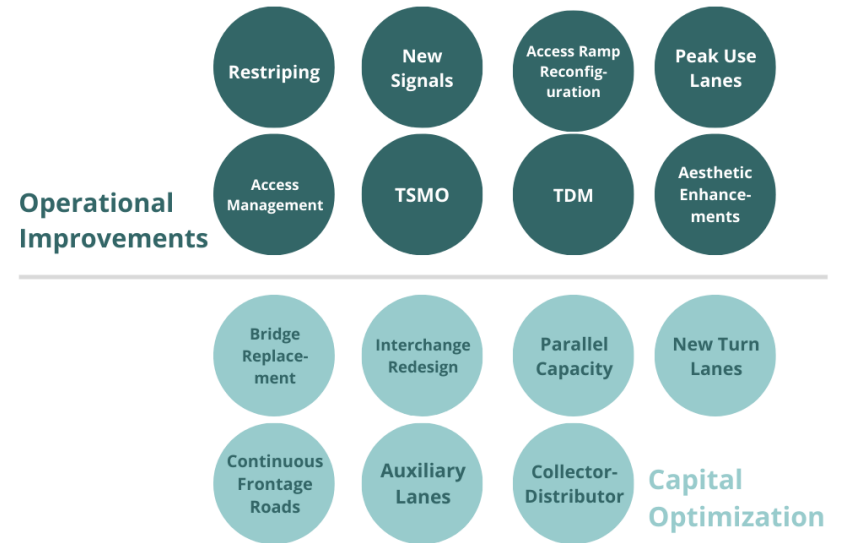 Restriping
New
Signals
Access Ramp
Reconfig-
uration
Peak Use
Lanes
Operational
Improvements
Access
Management
TSMO
TDM
Aesthetic
Enhance-
ments
Bridge
Replace-
ment
Interchange
Redesign
Parallel
Capacity
New Turn
Lanes
Continuous
Frontage
Roads
Auxiliary
Lanes
Collector-
Distributor
Capital
Optimization